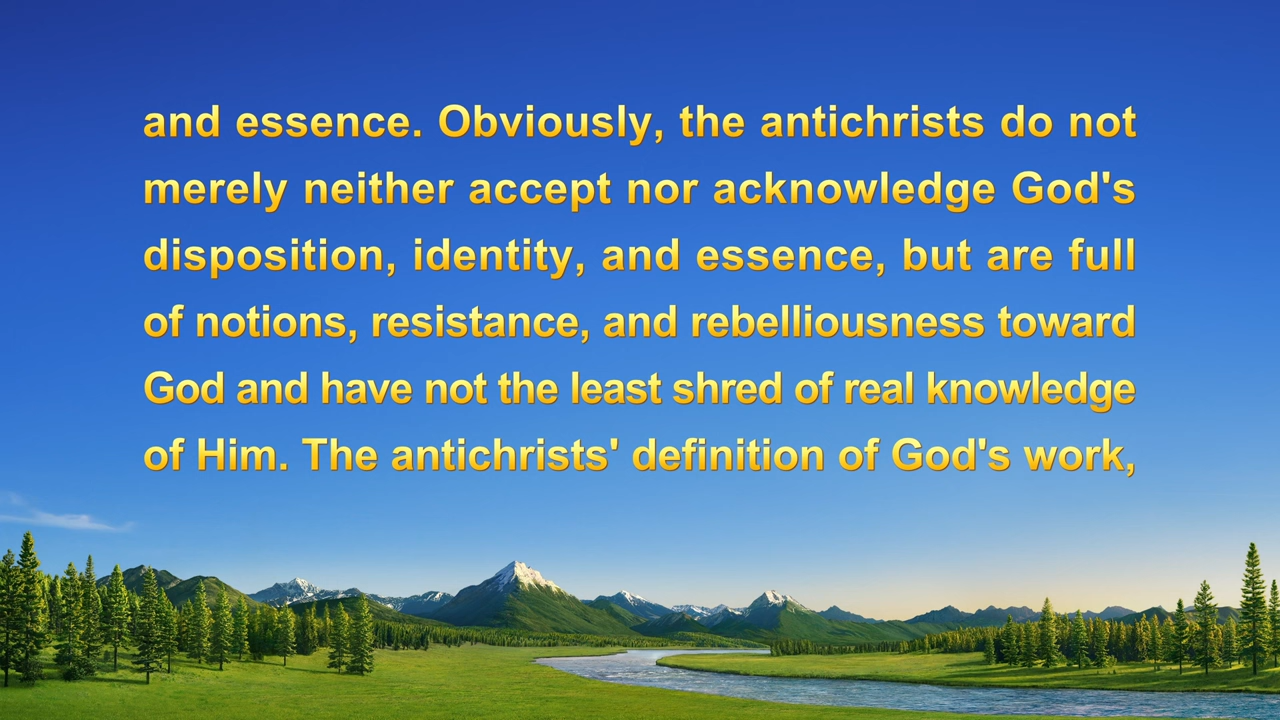 and essence. Obviously, the antichrists do not
merely neither accept nor acknowledge God's
disposition, identity, and essence, but are full
of notions, resistance, and rebelliousness toward
God and have not the least shred of real knowledge
of Him. The antichrists' definition of God's work,